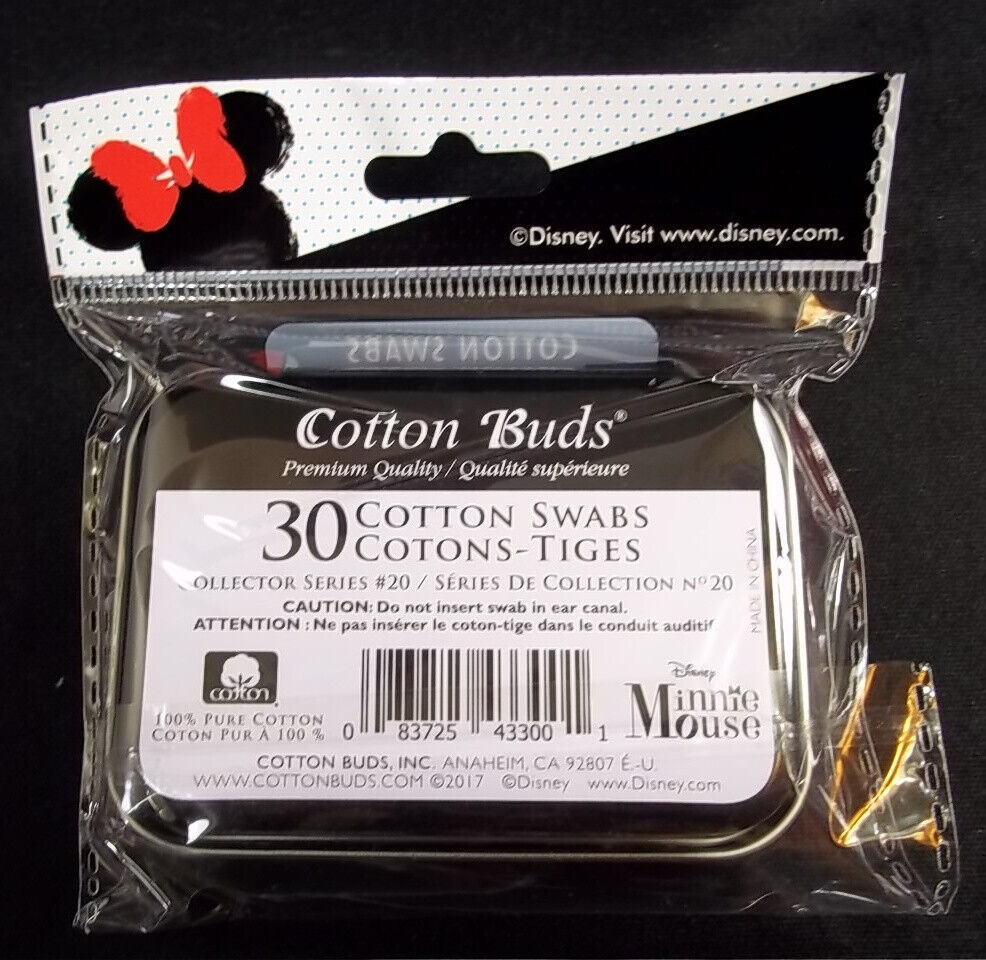 ©Disney. Visit www.disney.com.
COTTON SWABS
Cotton Buds®
Premium Quality / Qualité supérieure
30 COTTON SWABS
COTONS-TIGES
COLLECTOR SERIES #20 / SÉRIES DE COLLECTION Nº 20
CAUTION: Do not insert swab in ear canal.
ATTENTION : Ne pas insérer le coton-tige dans le conduit auditif
MADE IN CHINA
cotton
100% PURE COTTON
COTON PUR À 100 %
0 83725 43300 1
Disney
Minnie
Mouse
COTTON BUDS, INC. ANAHEIM, CA 92807 É.-U.
WWW.COTTONBUDS.COM ©2017 ©Disney www.Disney.com